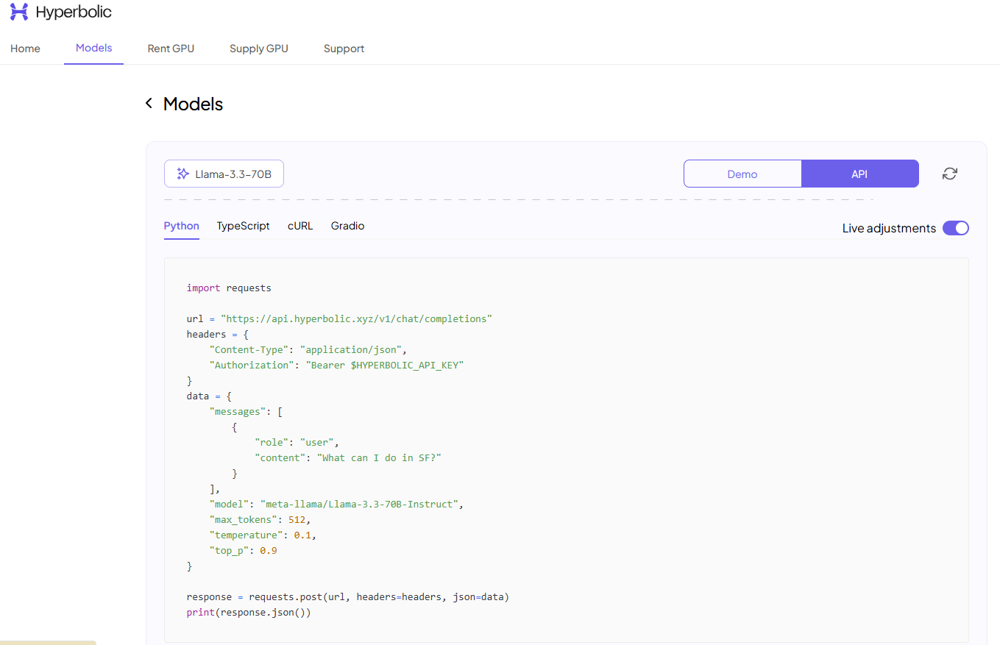 Hyperbolic
Home Models Rent GPU Supply GPU Support
Models
Llama-3.3-70B Demo API
Python TypeScript cURL Gradio Live adjustments
import requests
url = "https://api.hyperbolic.xyz/v1/chat/completions"
headers = {
    "Content-Type": "application/json",
    "Authorization": "Bearer $HYPERBOLIC_API_KEY"
}
data = {
    "messages": [
        {
            "role": "user",
            "content": "What can I do in SF?"
        }
    ],
    "model": "meta-llama/Llama-3.3-70B-Instruct",
    "max_tokens": 512,
    "temperature": 0.1,
    "top_p": 0.9
}
response = requests.post(url, headers=headers, json=data)
print(response.json())